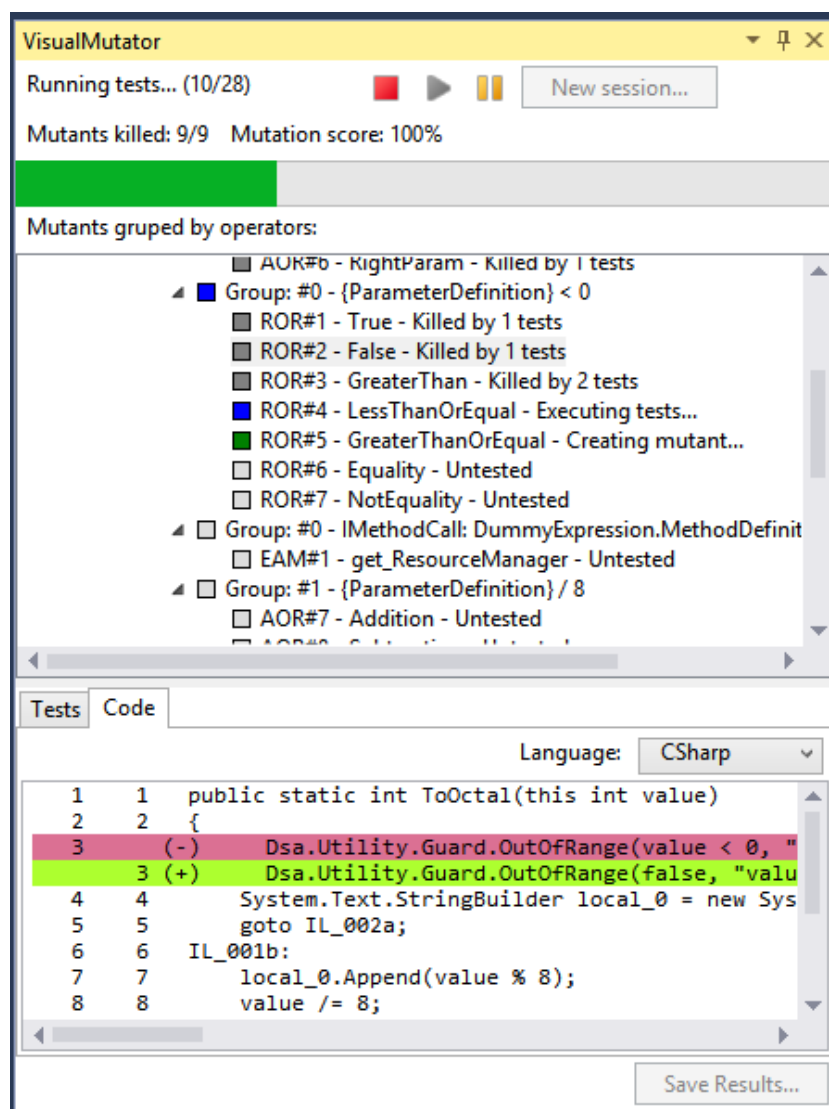 VisualMutator
Running tests... (10/28)
New session...
Mutants killed: 9/9 Mutation score: 100%
Mutants gruped by operators:
AOR#6 - RightParam - Killed by 1 tests
Group: #0 - {ParameterDefinition} < 0
ROR#1 - True - Killed by 1 tests
ROR#2 - False - Killed by 1 tests
ROR#3 - GreaterThan - Killed by 2 tests
ROR#4 - LessThanOrEqual - Executing tests...
ROR#5 - GreaterThanOrEqual - Creating mutant...
ROR#6 - Equality - Untested
ROR#7 - NotEquality - Untested
Group: #0 - IMethodCall: DummyExpression.MethodDefinit
EAM#1 - get_ResourceManager - Untested
Group: #1 - {ParameterDefinition} / 8
AOR#7 - Addition - Untested
Tests Code
Language: CSharp
1 1 public static int ToOctal(this int value)
2 2 {
3 (-) Dsa.Utility.Guard.OutOfRange(value < 0, "
3 (+) Dsa.Utility.Guard.OutOfRange(false, "valu
4 4 System.Text.StringBuilder local_0 = new Sys
5 5 goto IL_002a;
6 6 IL_001b:
7 7 local_0.Append(value % 8);
8 8 value /= 8;
Save Results...